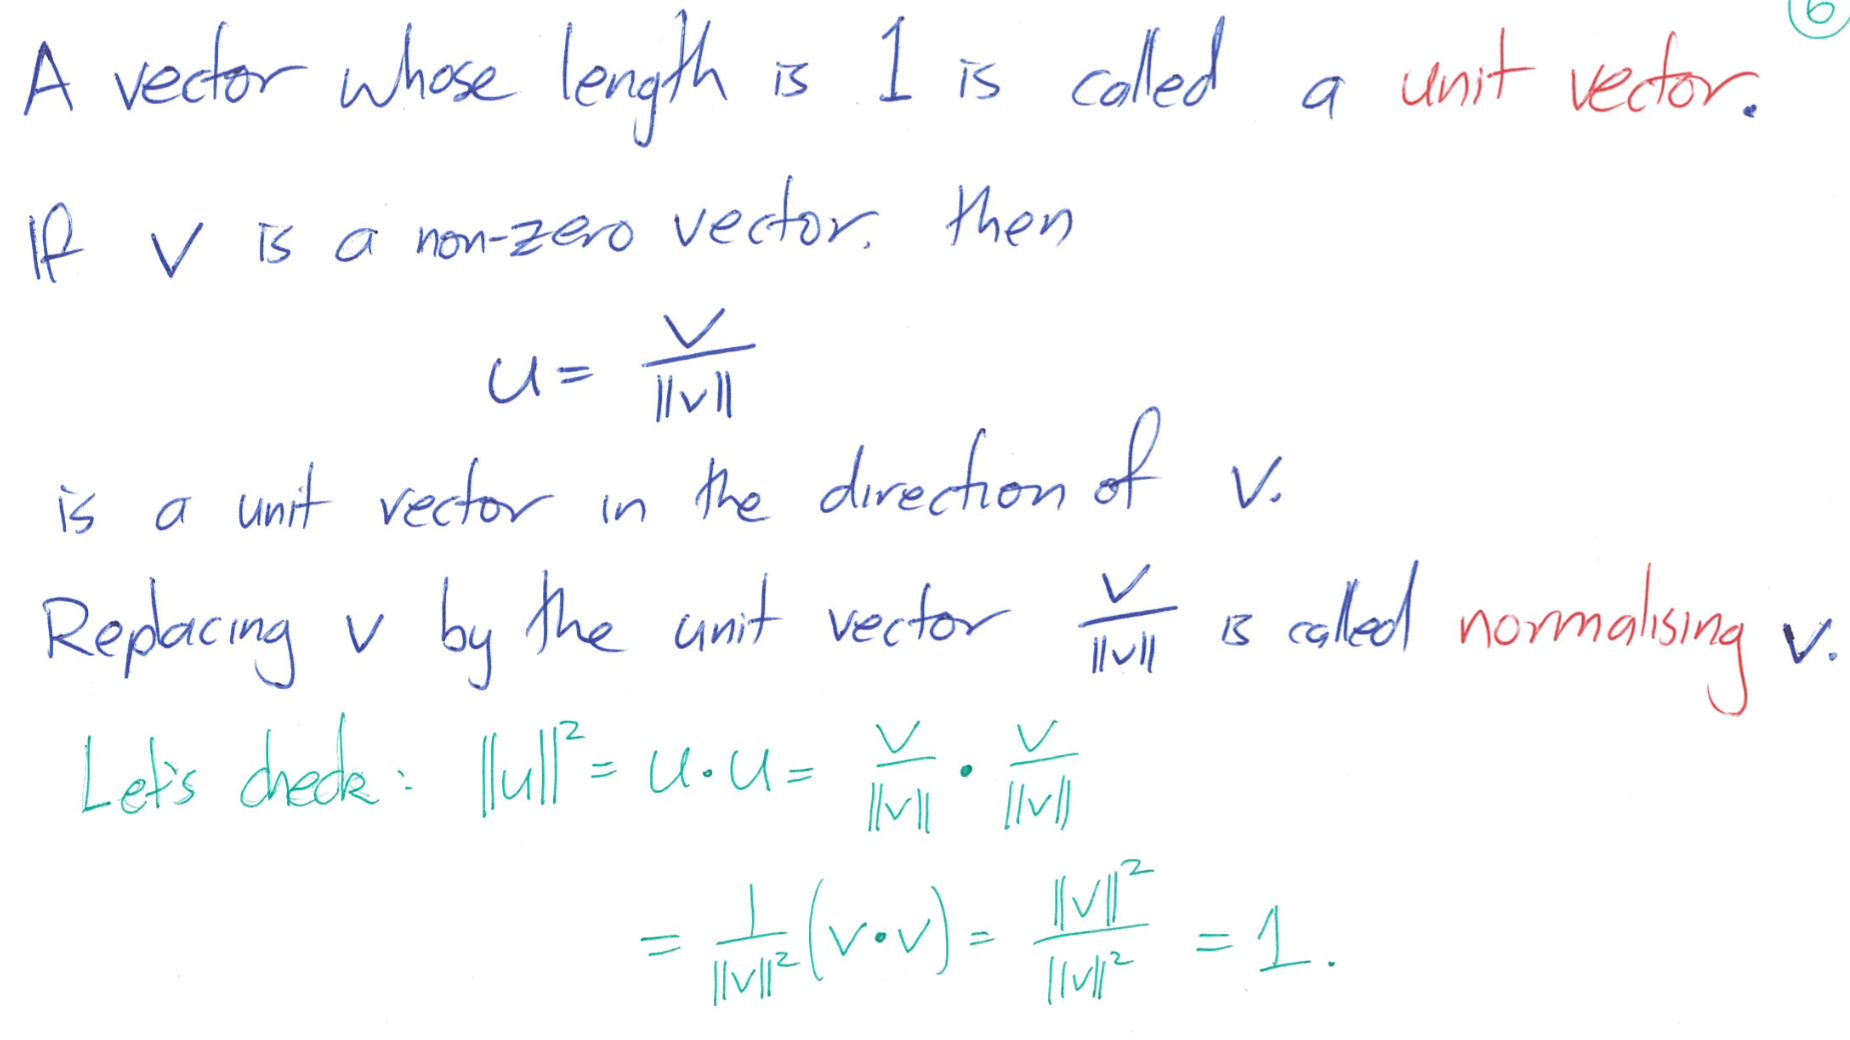 6
A vector whose length is 1 is called a unit vector.
If v is a non-zero vector, then
u = v/||v||
is a unit vector in the direction of v.
Replacing v by the unit vector v/||v|| is called normalising v.
Let's check: ||u||² = u·u = v/||v|| · v/||v||
= 1/||v||² (v·v) = ||v||²/||v||² = 1.